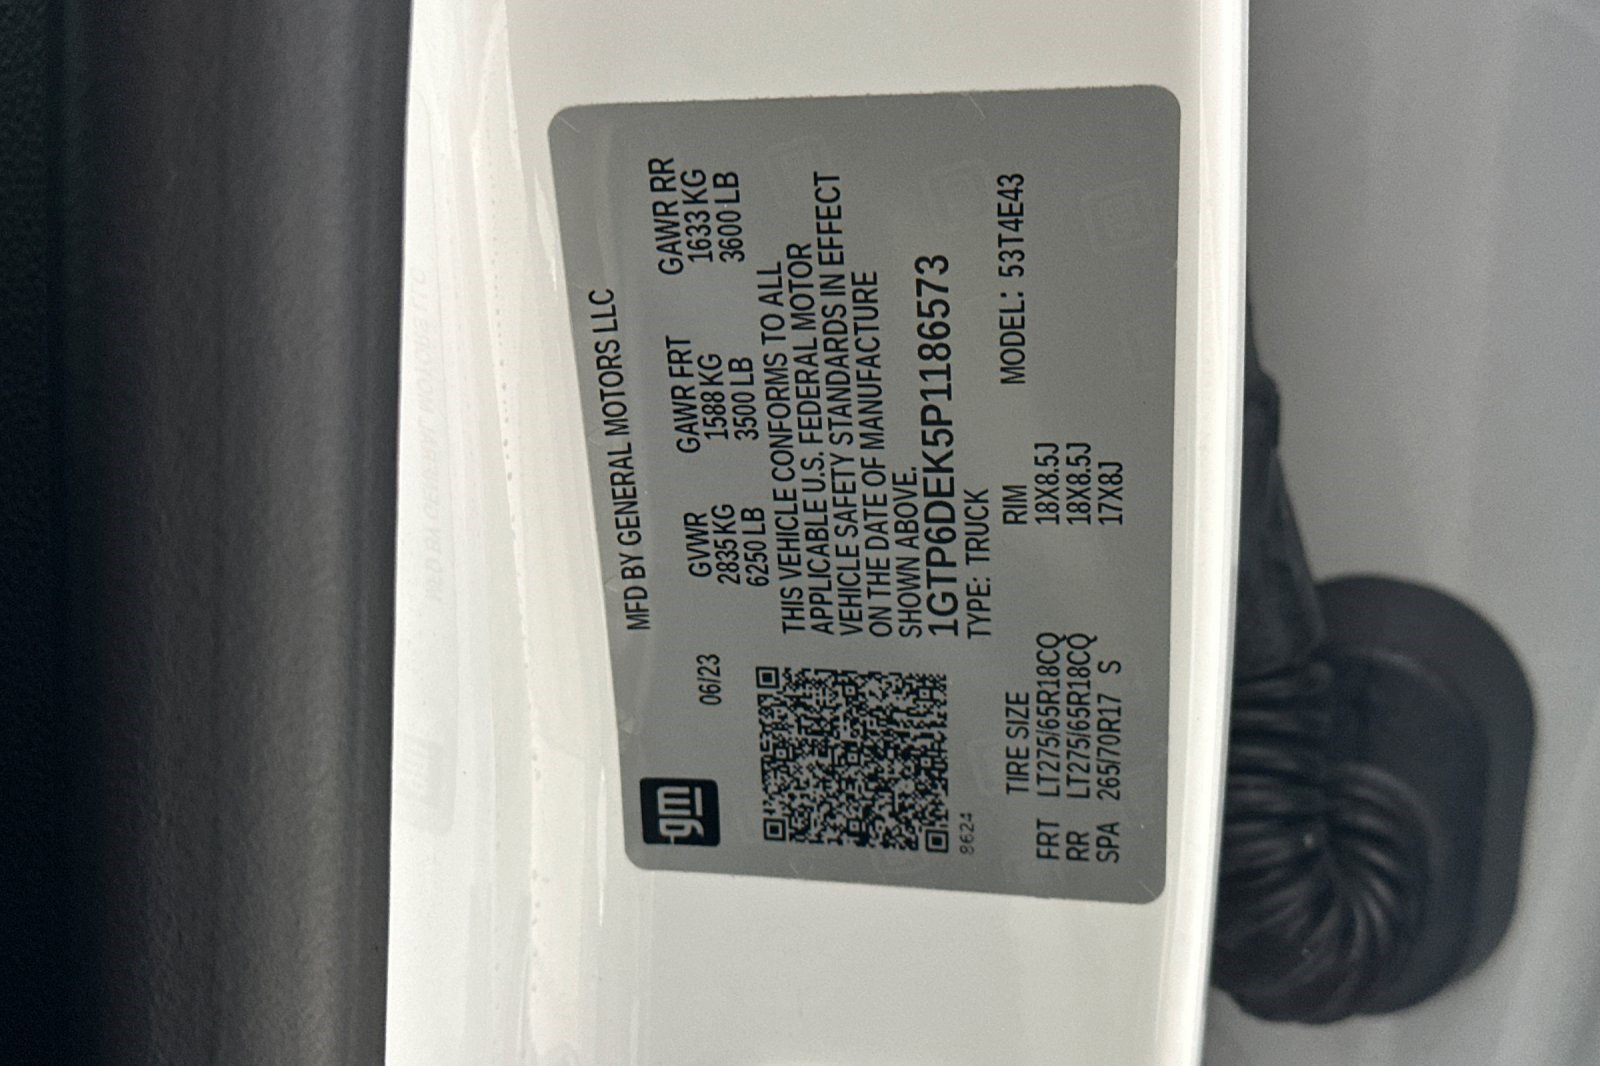 gm
MFD BY GENERAL MOTORS LLC
06/23
GVWR GAWR FRT GAWR RR
2835 KG 1588 KG 1633 KG
6250 LB 3500 LB 3600 LB
THIS VEHICLE CONFORMS TO ALL
APPLICABLE U.S. FEDERAL MOTOR
VEHICLE SAFETY STANDARDS IN EFFECT
ON THE DATE OF MANUFACTURE
SHOWN ABOVE.
1GTP6DEK5P1186573
TYPE: TRUCK
8624
MODEL: 53T4E43
TIRE SIZE RIM
FRT LT275/65R18CQ 18X8.5J
RR LT275/65R18CQ 18X8.5J
SPA 265/70R17 S 17X8J